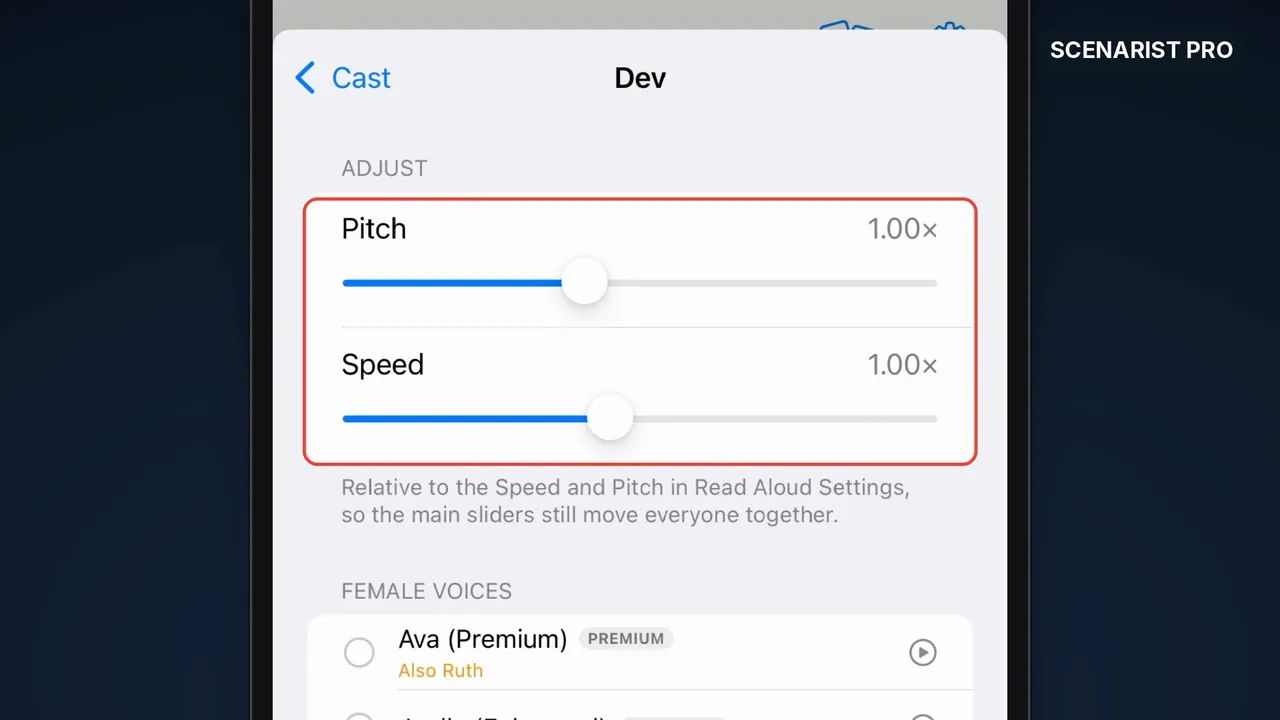 SCENARIST PRO
Cast
Dev
ADJUST
Pitch
1.00×
Speed
1.00×
Relative to the Speed and Pitch in Read Aloud Settings,
so the main sliders still move everyone together.
FEMALE VOICES
Ava (Premium) PREMIUM
Also Ruth